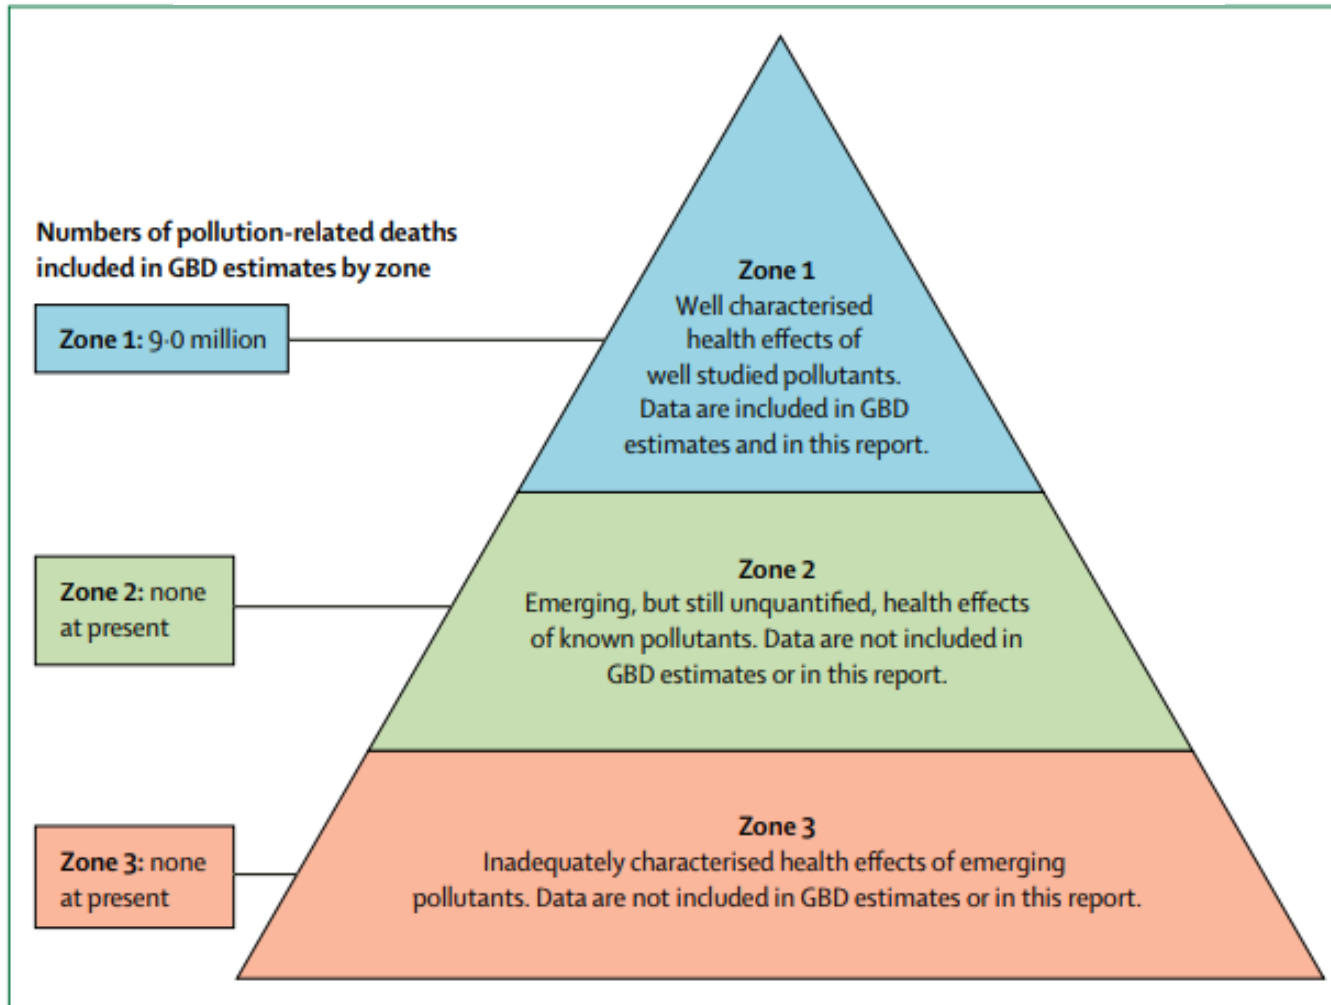 Numbers of pollution-related deaths
included in GBD estimates by zone
Zone 1: 9·0 million
Zone 1
Well characterised
health effects of
well studied pollutants.
Data are included in GBD
estimates and in this report.
Zone 2: none
at present
Zone 2
Emerging, but still unquantified, health effects
of known pollutants. Data are not included in
GBD estimates or in this report.
Zone 3: none
at present
Zone 3
Inadequately characterised health effects of emerging
pollutants. Data are not included in GBD estimates or in this report.